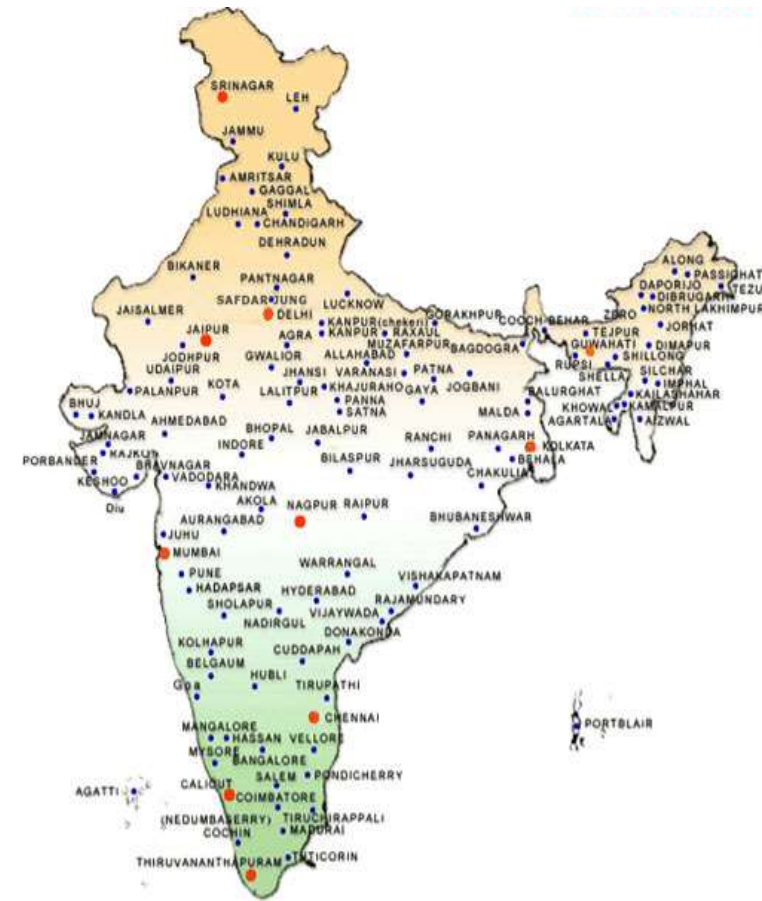 SRINAGAR
LEH
JAMMU
KULU
AMRITSAR
GAGGAL
SHIMLA
LUDHIANA
CHANDIGARH
DEHRADUN
BIKANER
PANTNAGAR
SAFDARJUNG
LUCKNOW
DELHI
JAISALMER
JAIPUR
KANPUR(chekeri)
GORAKHPUR
AGRA
KANPUR
RAXAUL
JODHPUR
GWALIOR
MUZAFARPUR
UDAIPUR
ALLAHABAD
JHANSI
VARANASI
PATNA
PALANPUR
KOTA
LALITPUR
KHAJURAHO
GAYA
JOGBANI
PANNA
SATNA
COOCH-BEHAR
BAGDOGRA
ALONG
PASSIGHAT
TEZU
DAPORIJO
DIBRUGARH
ZERO
NORTH LAKHIMPUR
TEJPUR
JORHAT
GUWAHATI
DIMAPUR
RUPSI
SHILLONG
SHELLA
SILCHAR
IMPHAL
KAILASHAHAR
KHOWAL
KAMALPUR
AGARTALA
AIZWAL
BALURGHAT
MALDA
BHUJ
KANDLA
AHMEDABAD
JAMNAGAR
RAJKOT
BHOPAL
JABALPUR
RANCHI
PANAGARH
KOLKATA
INDORE
PORBANDER
BHAVNAGAR
KESHOO
VADODARA
BILASPUR
JHARSUGUDA
BEHALA
CHAKULIA
KHANDWA
Diu
AKOLA
NAGPUR
RAIPUR
AURANGABAD
BHUBANESHWAR
JUHU
MUMBAI
PUNE
WARRANGAL
VISHAKAPATNAM
HADAPSAR
HYDERABAD
SHOLAPUR
RAJAMUNDARY
NADIRGUL
VIJAYWADA
DONAKONDA
KOLHAPUR
CUDDAPAH
BELGAUM
HUBLI
Goa
TIRUPATHI
CHENNAI
PORTBLAIR
MANGALORE
HASSAN
VELLORE
MYSORE
BANGALORE
SALEM
PONDICHERRY
AGATTI
CALICUT
COIMBATORE
(NEDUMBASERRY)
TIRUCHIRAPPALI
COCHIN
MADURAI
THIRUVANANTHAPURAM
TUTICORIN